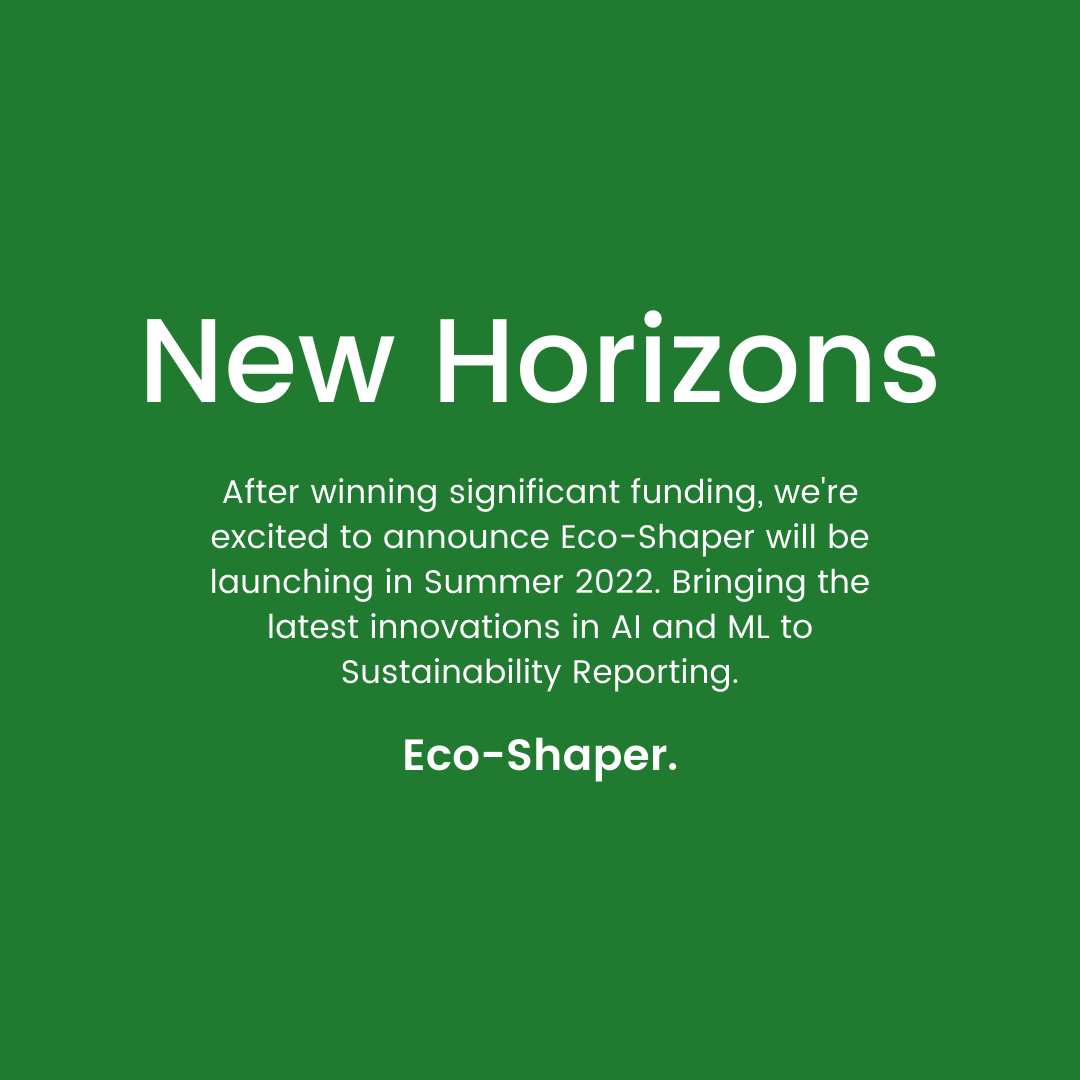 New Horizons
After winning significant funding, we're
excited to announce Eco-Shaper will be
launching in Summer 2022. Bringing the
latest innovations in AI and ML to
Sustainability Reporting.
Eco-Shaper.